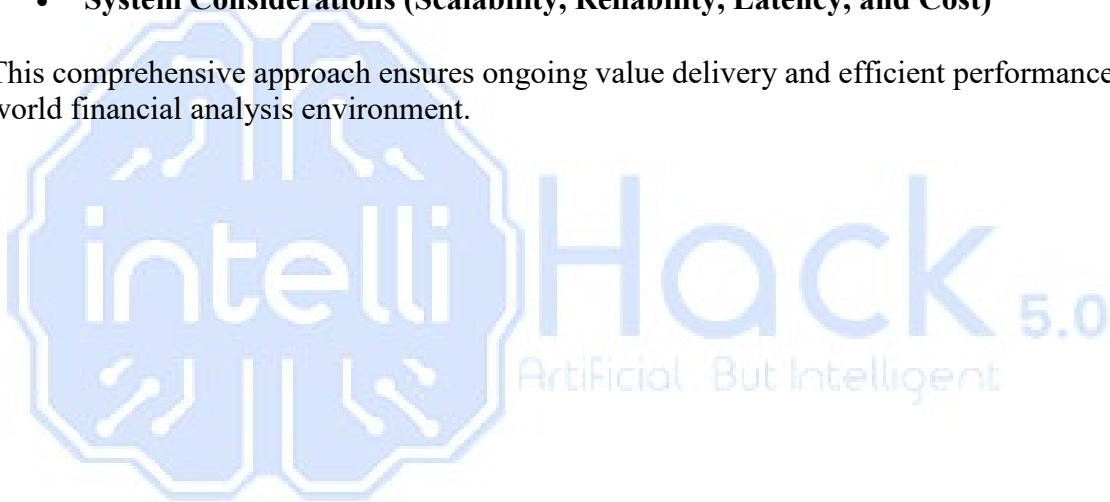 • System Considerations (Scalability, Reliability, Latency, and Cost)
This comprehensive approach ensures ongoing value delivery and efficient performance
world financial analysis environment.
intelli Hack 5.0
Artificial But Intelligent